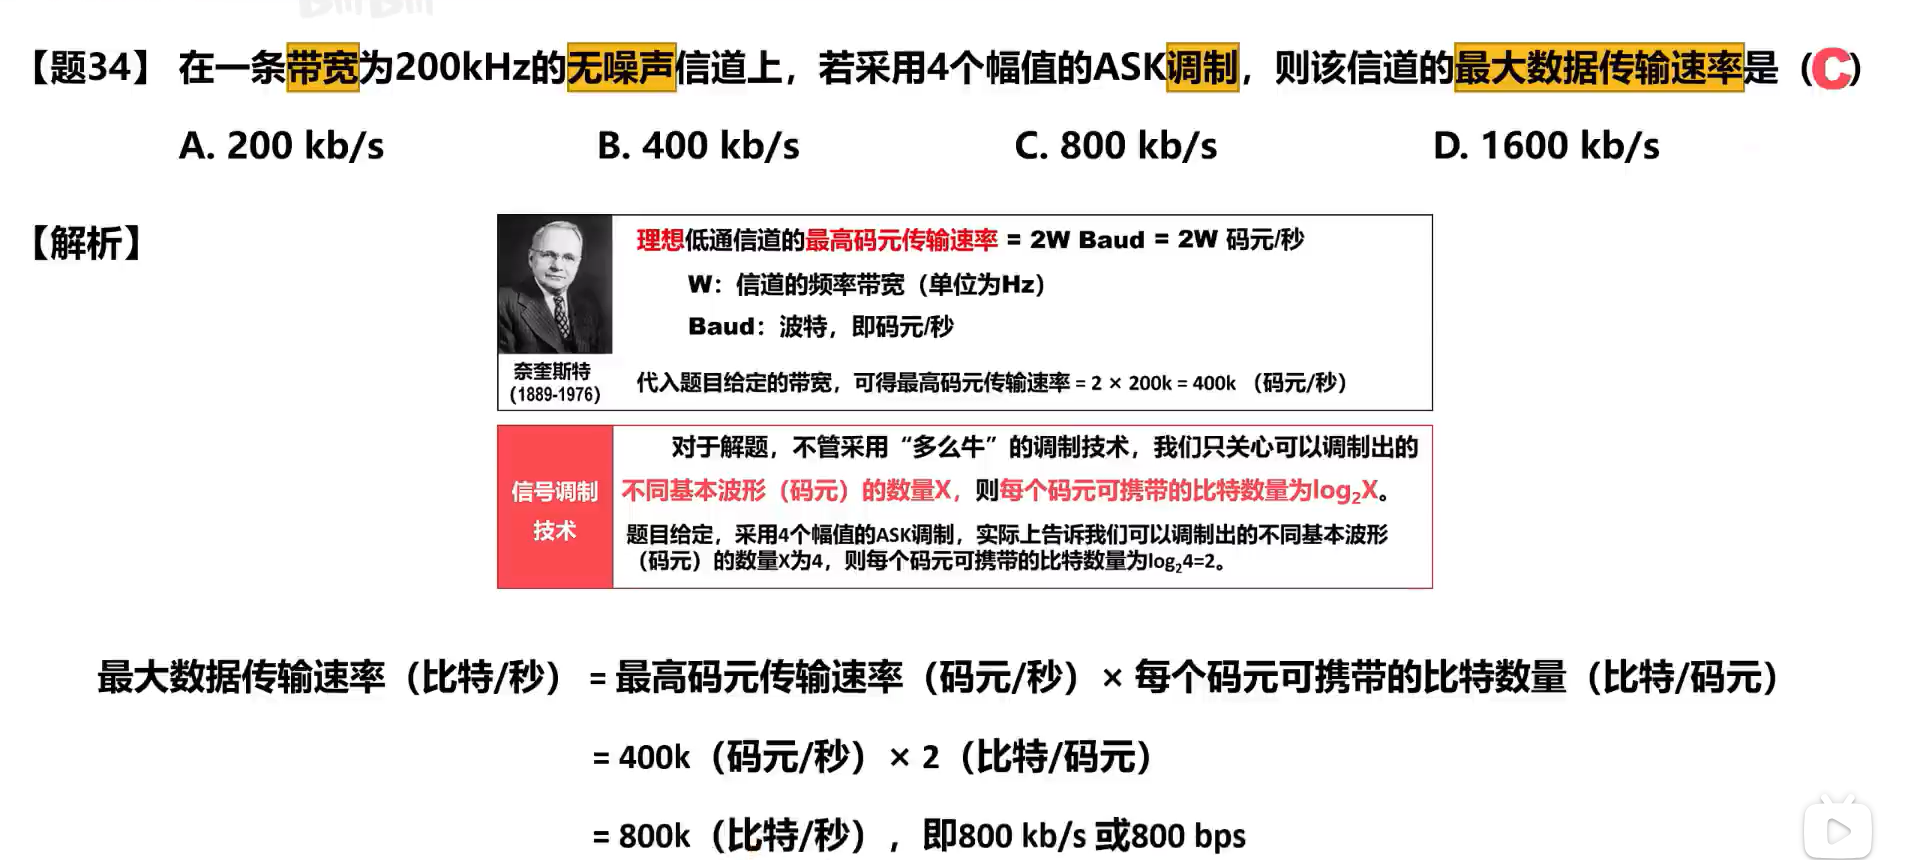 【题34】 在一条带宽为200kHz的无噪声信道上，若采用4个幅值的ASK调制，则该信道的最大数据传输速率是（C）
A. 200 kb/s B. 400 kb/s C. 800 kb/s D. 1600 kb/s
【解析】
理想低通信道的最高码元传输速率 = 2W Baud = 2W 码元/秒
W：信道的频率带宽（单位为Hz）
Baud：波特，即码元/秒
奈奎斯特
(1889-1976)
代入题目给定的带宽，可得最高码元传输速率 = 2 × 200k = 400k （码元/秒）
信号调制
技术
对于解题，不管采用“多么牛”的调制技术，我们只关心可以调制出的
不同基本波形（码元）的数量X，则每个码元可携带的比特数量为log₂X。
题目给定，采用4个幅值的ASK调制，实际上告诉我们可以调制出的不同基本波形
（码元）的数量X为4，则每个码元可携带的比特数量为log₂4=2。
最大数据传输速率（比特/秒） = 最高码元传输速率（码元/秒）× 每个码元可携带的比特数量（比特/码元）
= 400k（码元/秒） × 2（比特/码元）
= 800k（比特/秒），即800 kb/s 或800 bps